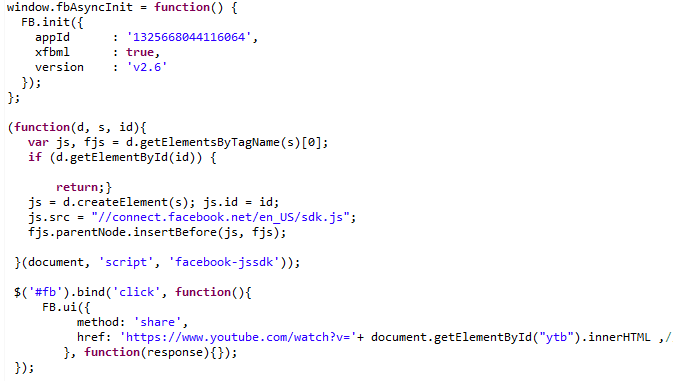 window.fbAsyncInit = function() {
  FB.init({
    appId      : '1325668044116064',
    xfbml      : true,
    version    : 'v2.6'
  });
};

(function(d, s, id){
   var js, fjs = d.getElementsByTagName(s)[0];
   if (d.getElementById(id)) {

       return;}
   js = d.createElement(s); js.id = id;
   js.src = "//connect.facebook.net/en_US/sdk.js";
   fjs.parentNode.insertBefore(js, fjs);

 }(document, 'script', 'facebook-jssdk'));

 $('#fb').bind('click', function(){
     FB.ui({
          method: 'share',
          href: 'https://www.youtube.com/watch?v='+ document.getElementById("ytb").innerHTML ,/
        }, function(response){});
 });